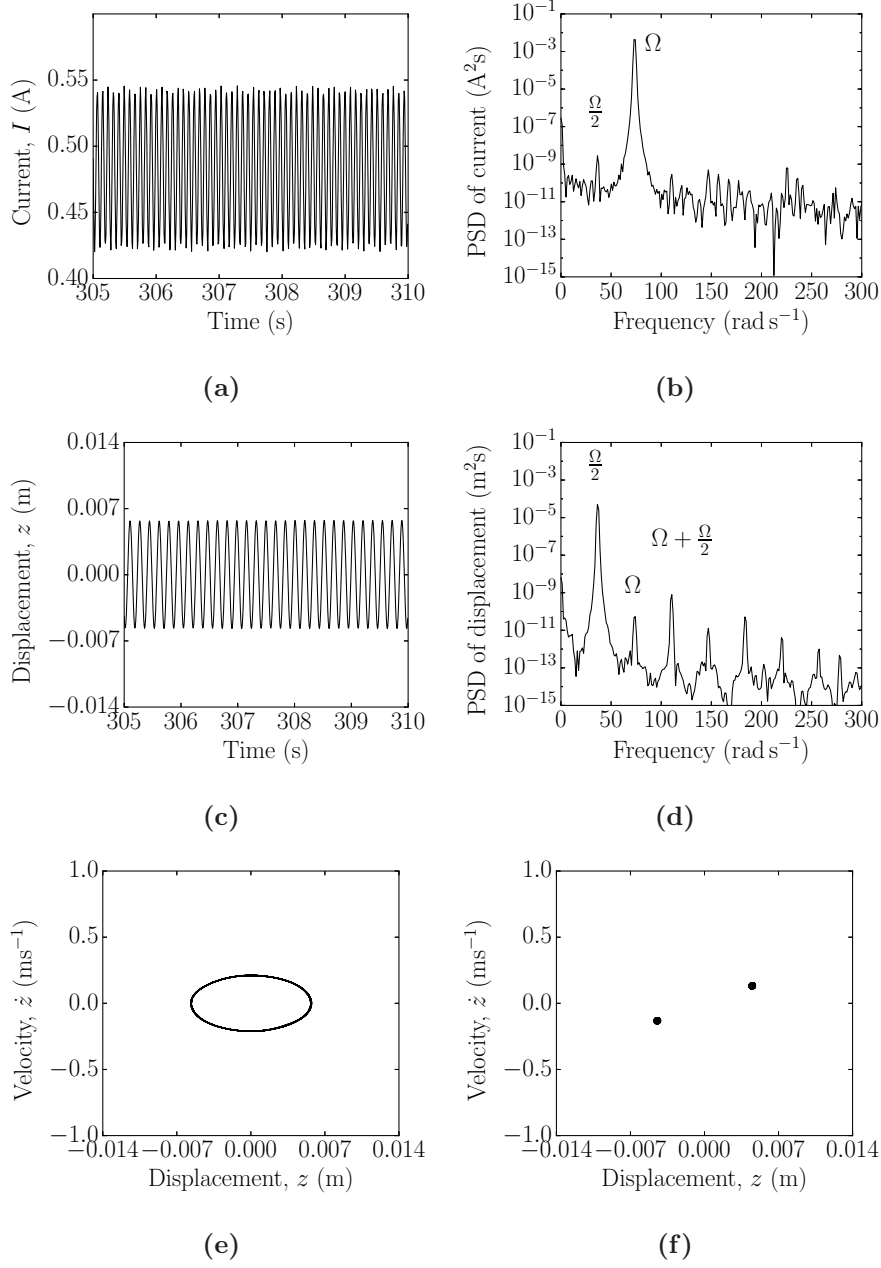 0.55
0.50
0.45
0.40
305 306 307 308 309 310
Current, I (A)
Time (s)
(a)
10⁻¹
10⁻³
10⁻⁵
10⁻⁷
10⁻⁹
10⁻¹¹
10⁻¹³
10⁻¹⁵
0 50 100 150 200 250 300
PSD of current (A²s)
Frequency (rad s⁻¹)
Ω/2
Ω
(b)
0.014
0.007
0.000
−0.007
−0.014
305 306 307 308 309 310
Displacement, z (m)
Time (s)
(c)
10⁻¹
10⁻³
10⁻⁵
10⁻⁷
10⁻⁹
10⁻¹¹
10⁻¹³
10⁻¹⁵
0 50 100 150 200 250 300
PSD of displacement (m²s)
Frequency (rad s⁻¹)
Ω/2
Ω
Ω + Ω/2
(d)
1.0
0.5
0.0
−0.5
−1.0
−0.014 −0.007 0.000 0.007 0.014
Velocity, ż (ms⁻¹)
Displacement, z (m)
(e)
1.0
0.5
0.0
−0.5
−1.0
−0.014 −0.007 0.000 0.007 0.014
Velocity, ż (ms⁻¹)
Displacement, z (m)
(f)